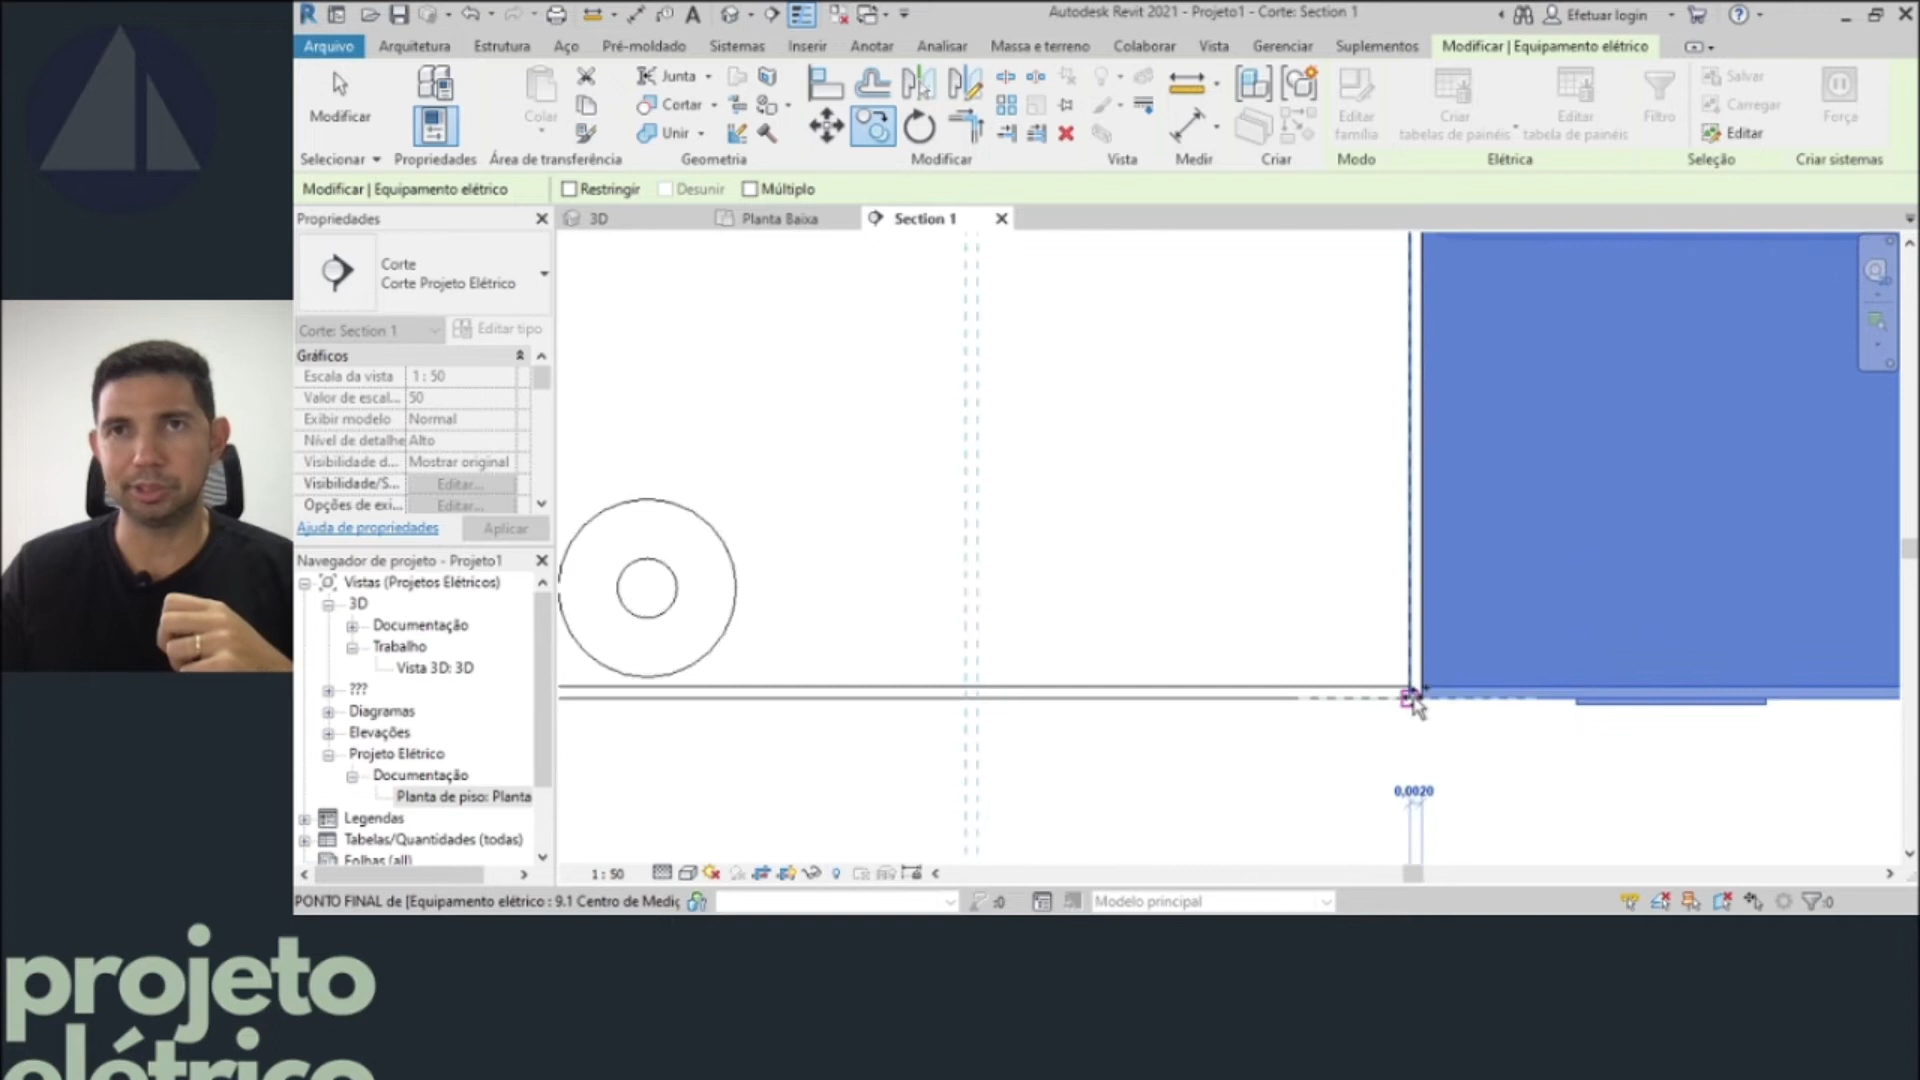 Autodesk Revit 2021 - Projeto1 - Corte: Section 1
Efetuar login
Arquivo Arquitetura Estrutura Aço Pré-moldado Sistemas Inserir Anotar Analisar Massa e terreno Colaborar Vista Gerenciar Suplementos Modificar | Equipamento elétrico
Modificar
Colar
Junta
Cortar
Unir
Editar família
Criar tabelas de painéis
Editar tabela de painéis
Filtro
Salvar
Carregar
Editar
Força
Selecionar Propriedades Área de transferência Geometria Modificar Vista Medir Criar Modo Elétrica Seleção Criar sistemas
Modificar | Equipamento elétrico Restringir Desunir Múltiplo
Propriedades
3D Planta Baixa Section 1
Corte
Corte Projeto Elétrico
Corte: Section 1 Editar tipo
Gráficos
Escala da vista 1 : 50
Valor de escal... 50
Exibir modelo Normal
Nível de detalhe Alto
Visibilidade d... Mostrar original
Visibilidade/S... Editar...
Opções de exi... Editar...
Ajuda de propriedades Aplicar
Navegador de projeto - Projeto1
Vistas (Projetos Elétricos)
3D
Documentação
Trabalho
Vista 3D: 3D
???
Diagramas
Elevações
Projeto Elétrico
Documentação
Planta de piso: Planta
Legendas
Tabelas/Quantidades (todas)
Folhas (all)
0,0020
1 : 50
PONTO FINAL de [Equipamento elétrico : 9.1 Centro de Mediç
:0
Modelo principal
:0
projeto
elétrico